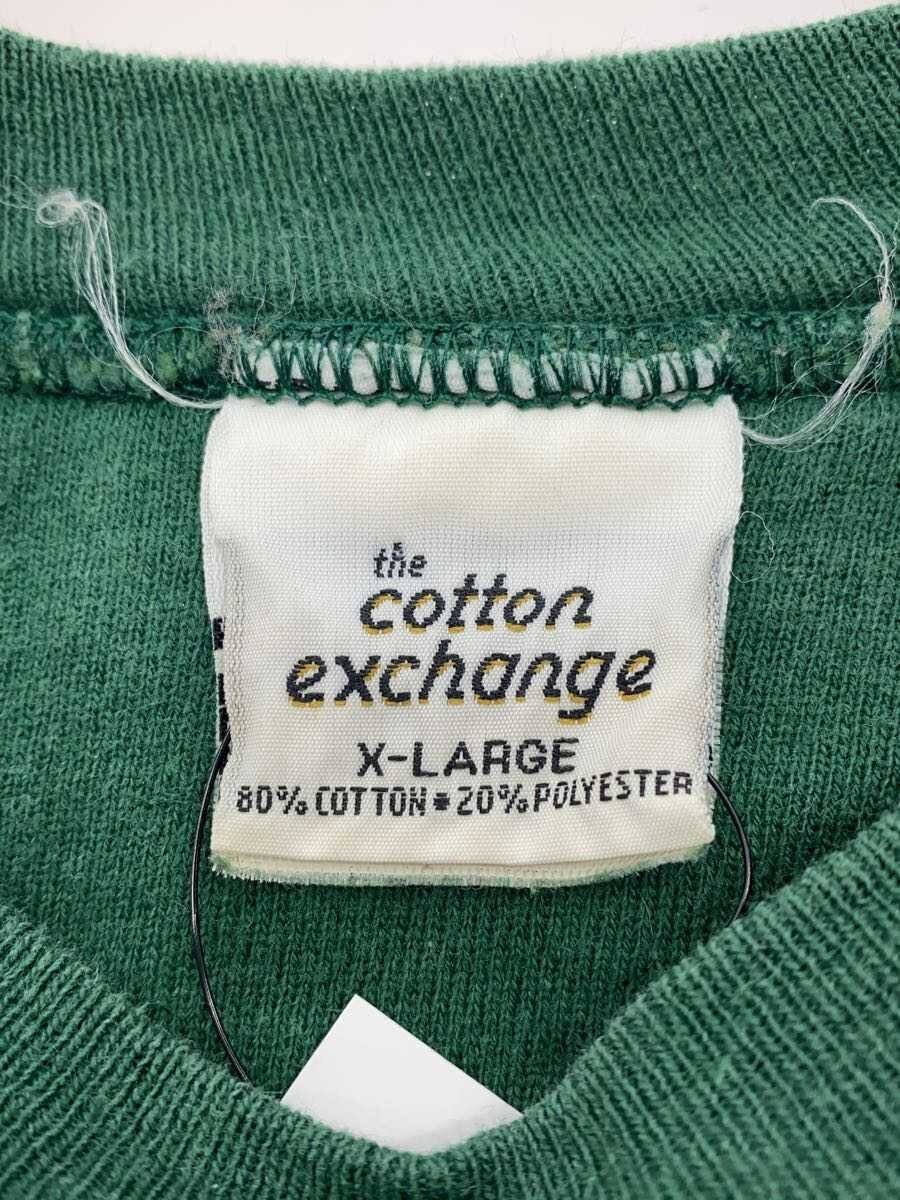 the
cotton
exchange
X-LARGE
80% COTTON * 20% POLYESTER